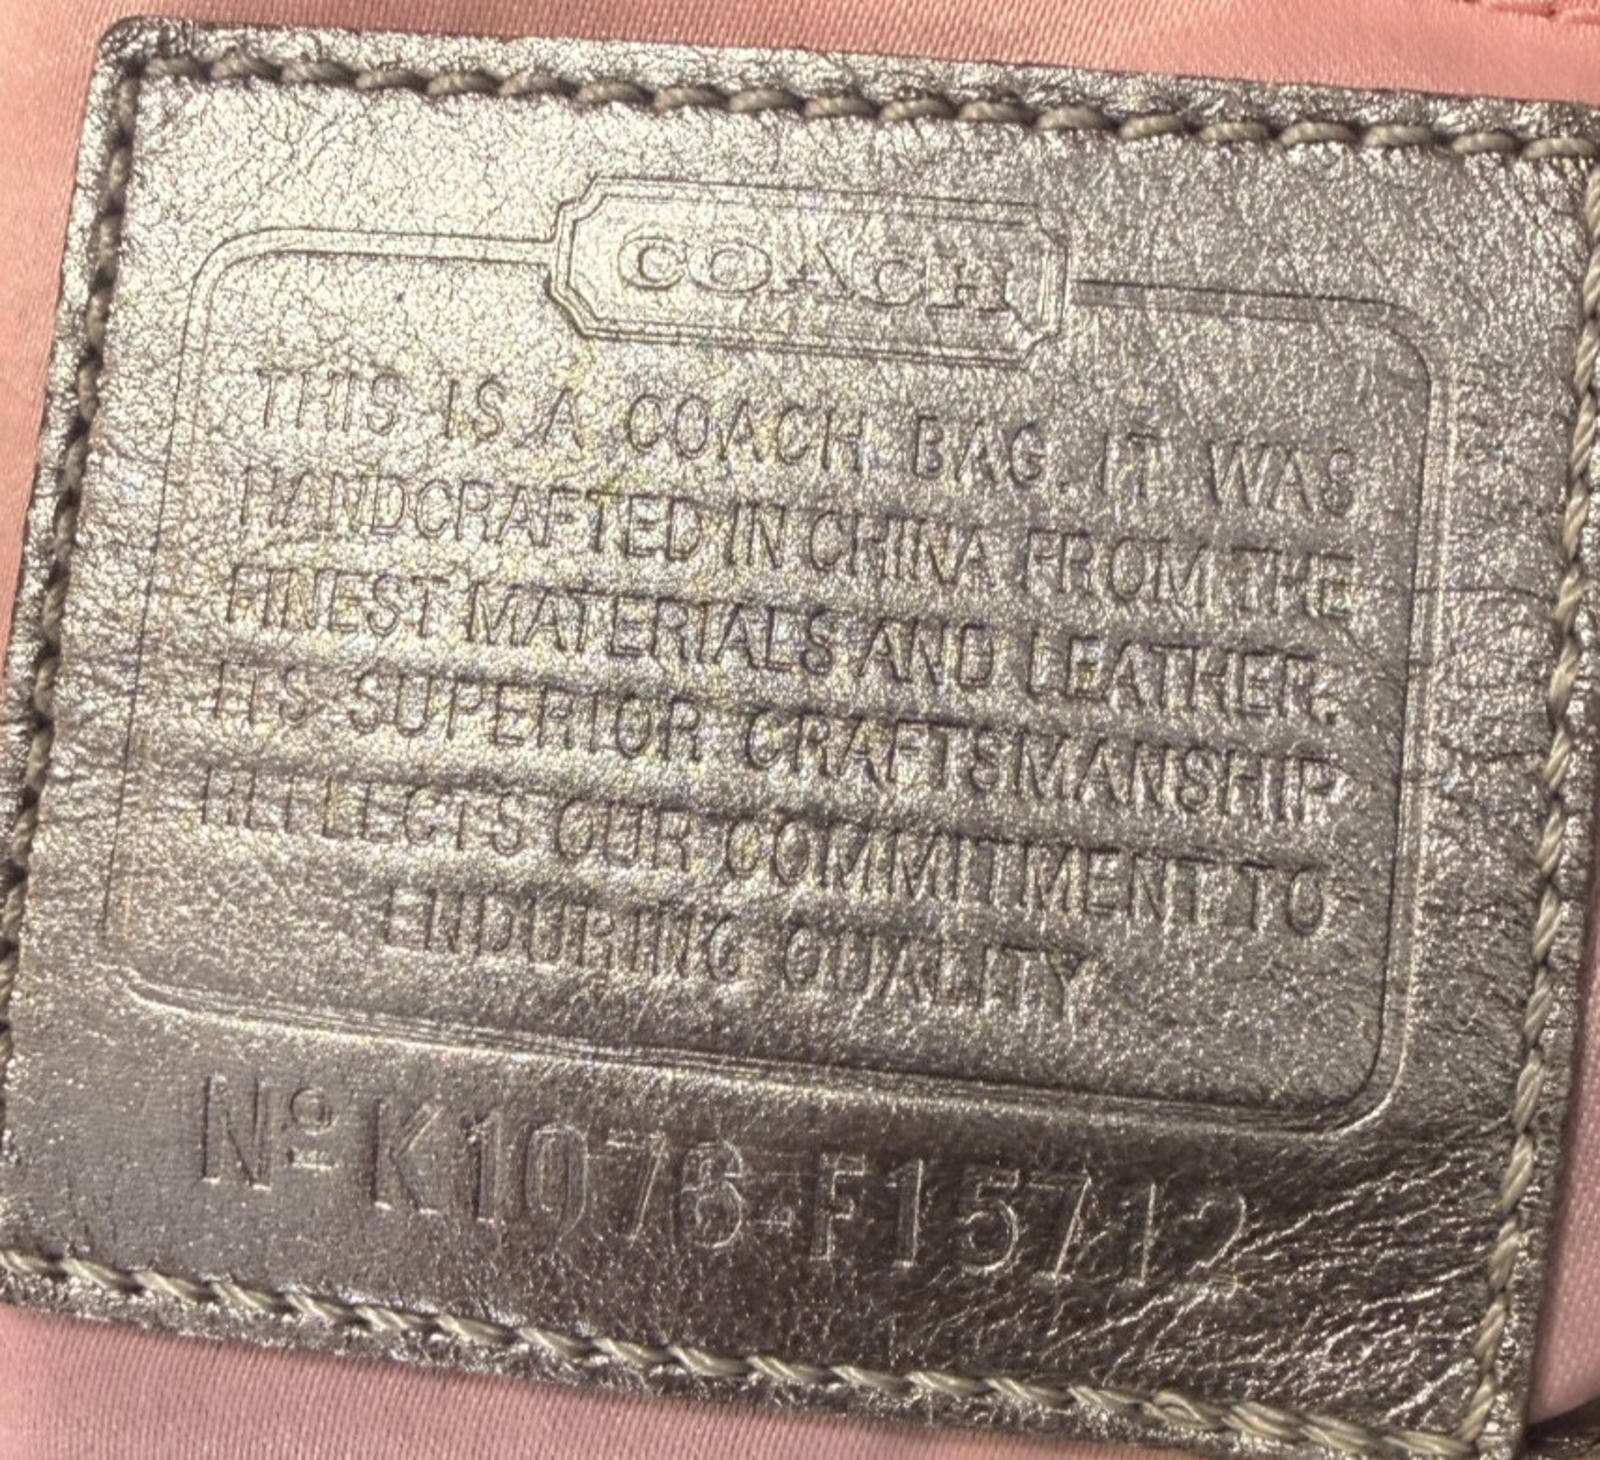 COACH
THIS IS A COACH BAG. IT WAS
HANDCRAFTED IN CHINA FROM THE
FINEST MATERIALS AND LEATHER.
ITS SUPERIOR CRAFTSMANSHIP
REFLECTS OUR COMMITMENT TO
ENDURING QUALITY
Nº K1076-F15712